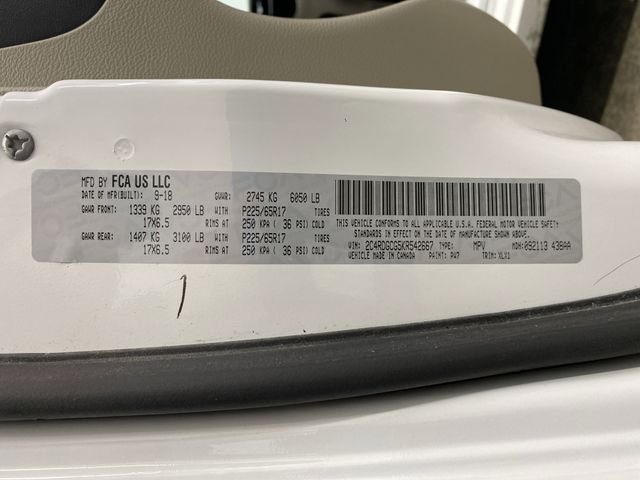 MFD BY FCA US LLC
DATE OF MFR(BUILT): 9-18 GVWR: 2745 KG 6050 LB
GAWR FRONT: 1339 KG 2950 LB WITH P225/65R17 TIRES
17X6.5 RIMS AT 250 KPA ( 36 PSI) COLD
GAWR REAR: 1407 KG 3100 LB WITH P225/65R17 TIRES
17X6.5 RIMS AT 250 KPA ( 36 PSI) COLD
THIS VEHICLE CONFORMS TO ALL APPLICABLE U.S.A. FEDERAL MOTOR VEHICLE SAFETY
STANDARDS IN EFFECT ON THE DATE OF MANUFACTURE SHOWN ABOVE.
VIN: 2C4RDGCG5KR542667 TYPE: MPV MDH: 092113 438AA
VEHICLE MADE IN CANADA PAINT: PW7 TRIM: XLX1